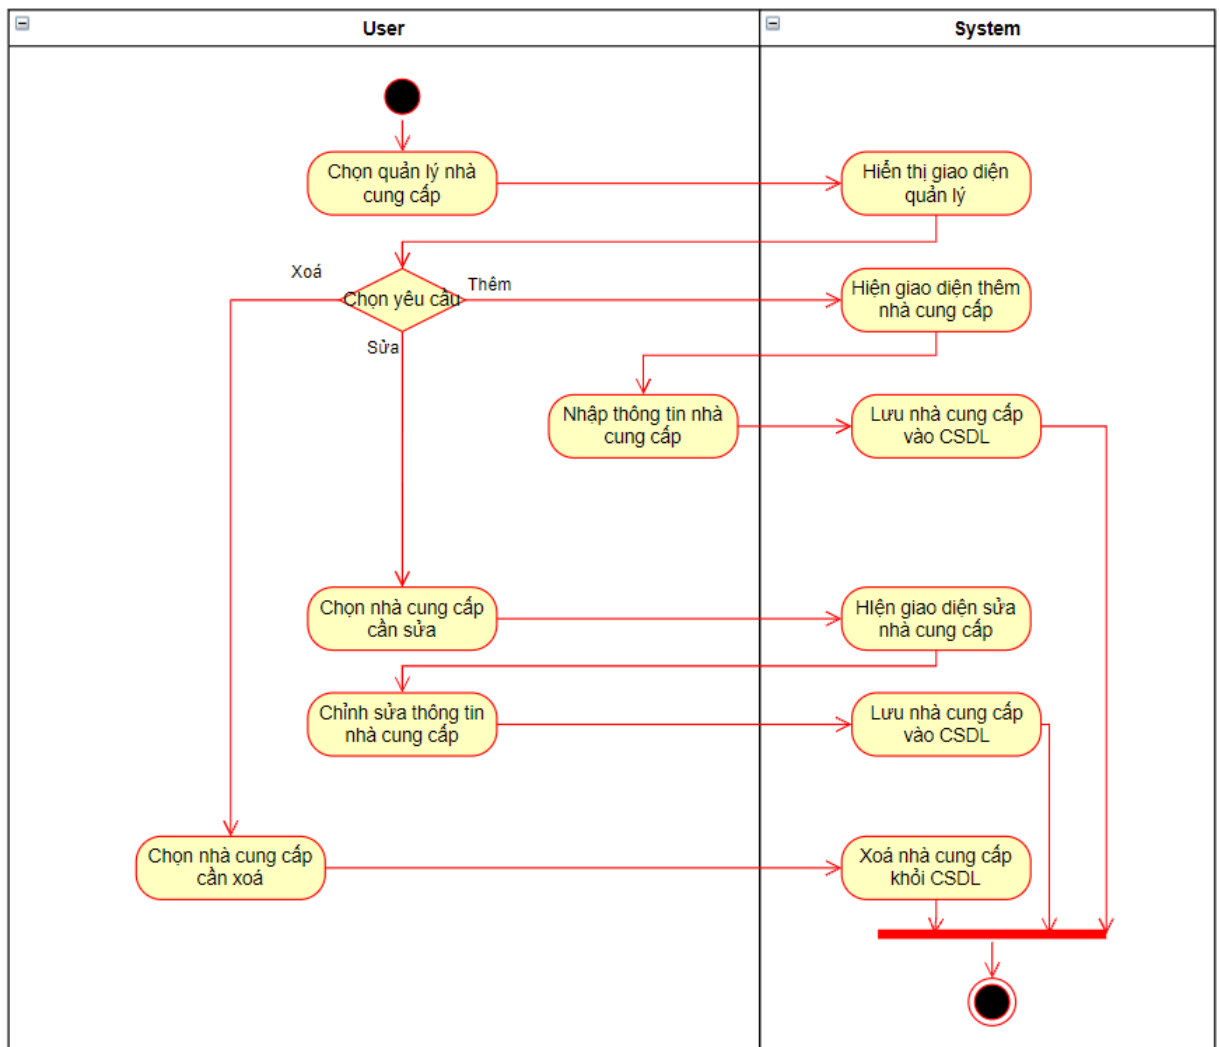 User
System
Chọn quản lý nhà
cung cấp
Hiển thị giao diện
quản lý
Xoá
Chọn yêu cầu
Thêm
Sửa
Hiện giao diện thêm
nhà cung cấp
Nhập thông tin nhà
cung cấp
Lưu nhà cung cấp
vào CSDL
Chọn nhà cung cấp
cần sửa
HIện giao diện sửa
nhà cung cấp
Chỉnh sửa thông tin
nhà cung cấp
Lưu nhà cung cấp
vào CSDL
Chọn nhà cung cấp
cần xoá
Xoá nhà cung cấp
khỏi CSDL